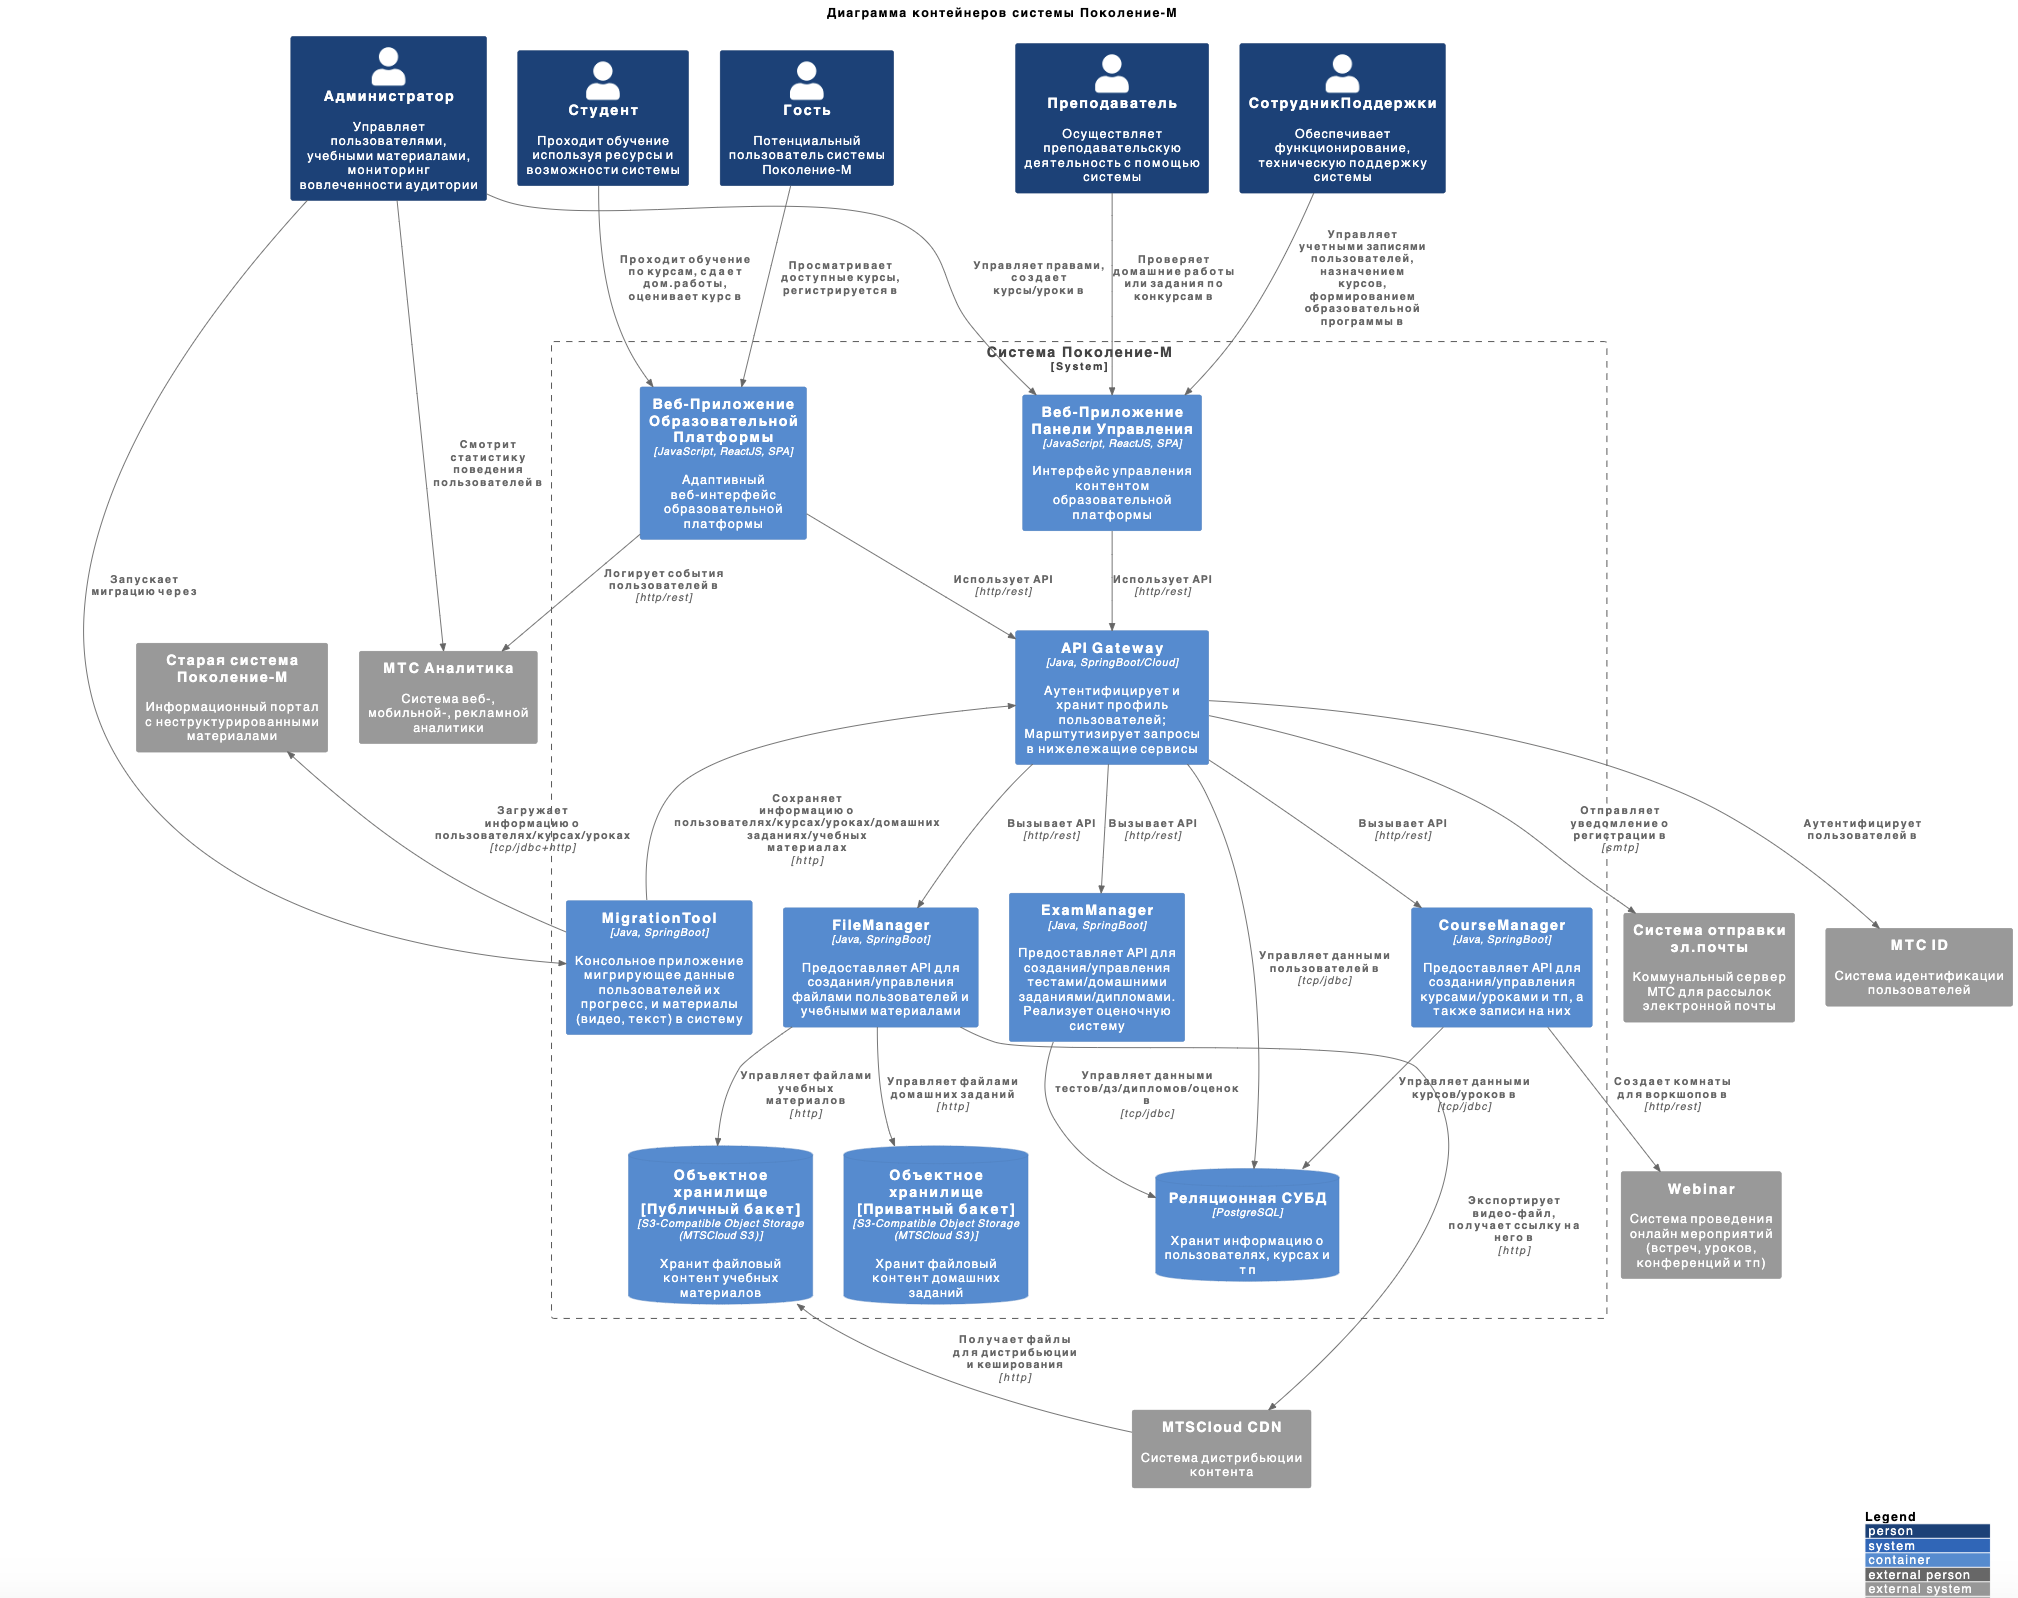 Диаграмма контейнеров системы Поколение-М
Администратор
Управляет
пользователями,
учебными материалами,
мониторинг
вовлеченности аудитории
Студент
Проходит обучение
используя ресурсы и
возможности системы
Гость
Потенциальный
пользователь системы
Поколение-М
Преподаватель
Осуществляет
преподавательскую
деятельность с помощью
системы
СотрудникПоддержки
Обеспечивает
функционирование,
техническую поддержку
системы
Проходит обучение
по курсам, сдает
дом.работы,
оценивает курс в
Просматривает
доступные курсы,
регистрируется в
Управляет правами,
создает
курсы/уроки в
Проверяет
домашние работы
или задания по
конкурсам в
Управляет
учетными записями
пользователей,
назначением
курсов,
формированием
образовательной
программы в
Система Поколение-М
[System]
Веб-Приложение
Образовательной
Платформы
[JavaScript, ReactJS, SPA]
Адаптивный
веб-интерфейс
образовательной
платформы
Веб-Приложение
Панели Управления
[JavaScript, ReactJS, SPA]
Интерфейс управления
контентом
образовательной
платформы
Смотрит
статистику
поведения
пользователей в
Запускает
миграцию через
Логирует события
пользователей в
[http/rest]
Использует API
[http/rest]
Использует API
[http/rest]
Старая система
Поколение-М
Информационный портал
с неструктурированными
материалами
МТС Аналитика
Система веб-,
мобильной-, рекламной
аналитики
API Gateway
[Java, SpringBoot/Cloud]
Аутентифицирует и
хранит профиль
пользователей;
Марштутизирует запросы
в нижележащие сервисы
Загружает
информацию о
пользователях/курсах/уроках
[tcp/jdbc+http]
Сохраняет
информацию о
пользователях/курсах/уроках/домашних
заданиях/учебных
материалах
[http]
Вызывает API
[http/rest]
Вызывает API
[http/rest]
Вызывает API
[http/rest]
Отправляет
уведомление о
регистрации в
[smtp]
Аутентифицирует
пользователей в
MigrationTool
[Java, SpringBoot]
Консольное приложение
мигрирующее данные
пользователей их
прогресс, и материалы
(видео, текст) в систему
FileManager
[Java, SpringBoot]
Предоставляет API для
создания/управления
файлами пользователей и
учебными материалами
ExamManager
[Java, SpringBoot]
Предоставляет API для
создания/управления
тестами/домашними
заданиями/дипломами.
Реализует оценочную
систему
Управляет данными
пользователей в
[tcp/jdbc]
CourseManager
[Java, SpringBoot]
Предоставляет API для
создания/управления
курсами/уроками и тп, а
также записи на них
Система отправки
эл.почты
Коммунальный сервер
МТС для рассылок
электронной почты
МТС ID
Система идентификации
пользователей
Управляет файлами
учебных
материалов
[http]
Управляет файлами
домашних заданий
[http]
Управляет данными
тестов/дз/дипломов/оценок
в
[tcp/jdbc]
Управляет данными
курсов/уроков в
[tcp/jdbc]
Создает комнаты
для воркшопов в
[http/rest]
Объектное
хранилище
[Публичный бакет]
[S3-Compatible Object Storage
(MTSCloud S3)]
Хранит файловый
контент учебных
материалов
Объектное
хранилище
[Приватный бакет]
[S3-Compatible Object Storage
(MTSCloud S3)]
Хранит файловый
контент домашних
заданий
Реляционная СУБД
[PostgreSQL]
Хранит информацию о
пользователях, курсах и
тп
Экспортирует
видео-файл,
получает ссылку на
него в
[http]
Webinar
Система проведения
онлайн мероприятий
(встреч, уроков,
конференций и тп)
Получает файлы
для дистрибьюции
и кеширования
[http]
MTSCloud CDN
Система дистрибьюции
контента
Legend
person
system
container
external person
external system